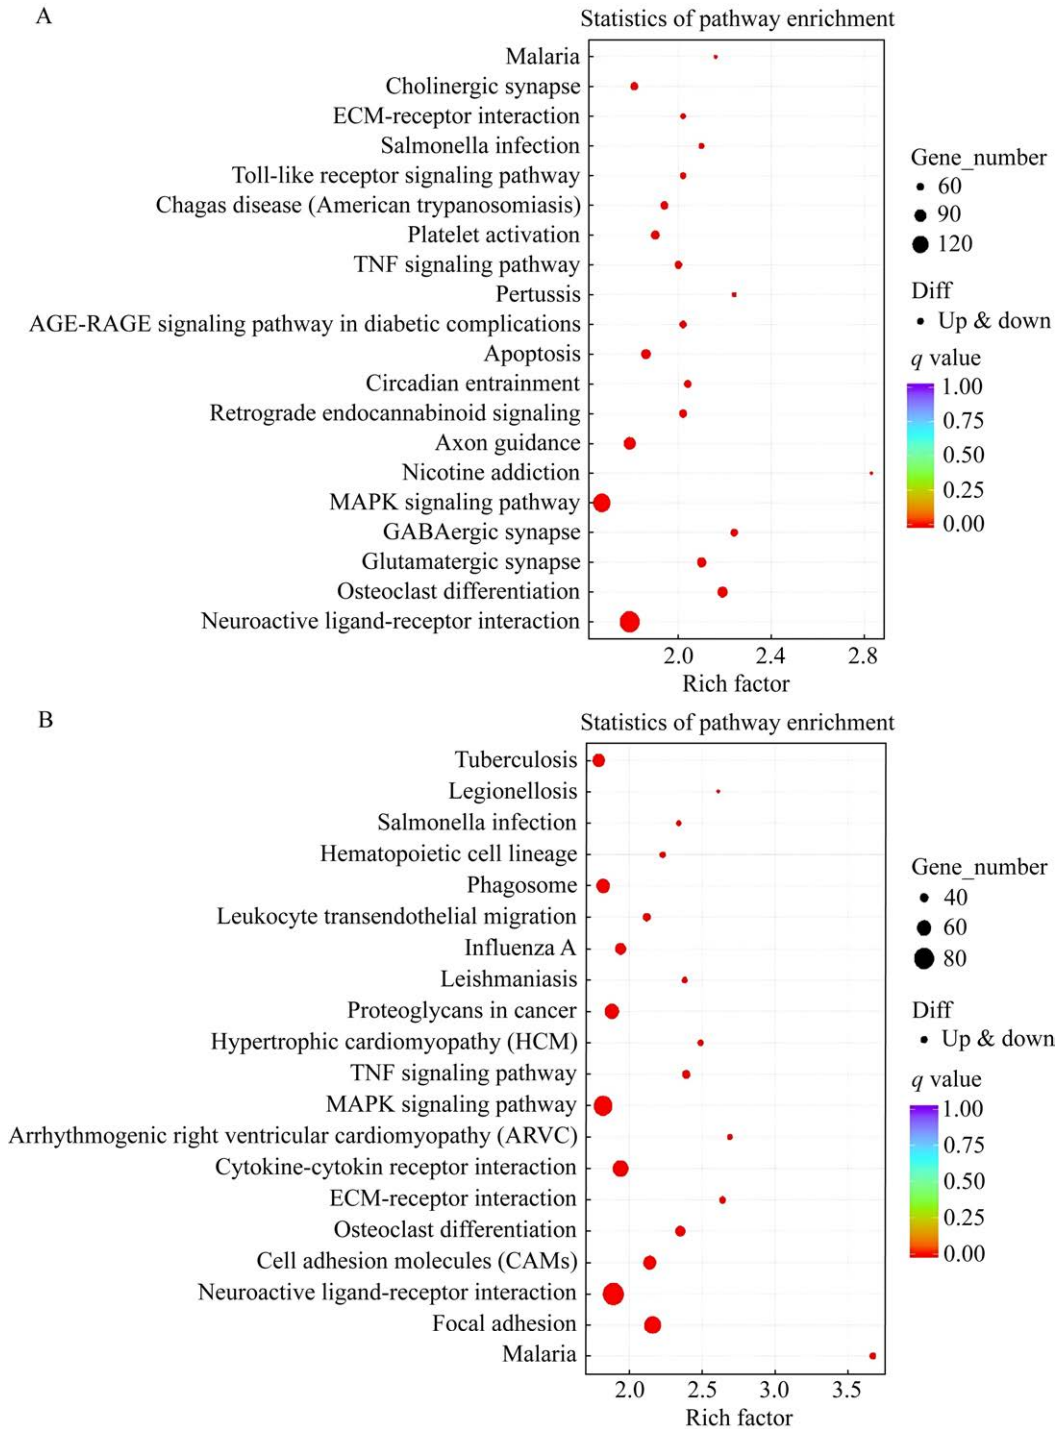 A
Statistics of pathway enrichment
Malaria
Cholinergic synapse
ECM-receptor interaction
Salmonella infection
Toll-like receptor signaling pathway
Chagas disease (American trypanosomiasis)
Platelet activation
TNF signaling pathway
Pertussis
AGE-RAGE signaling pathway in diabetic complications
Apoptosis
Circadian entrainment
Retrograde endocannabinoid signaling
Axon guidance
Nicotine addiction
MAPK signaling pathway
GABAergic synapse
Glutamatergic synapse
Osteoclast differentiation
Neuroactive ligand-receptor interaction
2.0 2.4 2.8
Rich factor
Gene_number
60
90
120
Diff
Up & down
q value
1.00
0.75
0.50
0.25
0.00
B
Statistics of pathway enrichment
Tuberculosis
Legionellosis
Salmonella infection
Hematopoietic cell lineage
Phagosome
Leukocyte transendothelial migration
Influenza A
Leishmaniasis
Proteoglycans in cancer
Hypertrophic cardiomyopathy (HCM)
TNF signaling pathway
MAPK signaling pathway
Arrhythmogenic right ventricular cardiomyopathy (ARVC)
Cytokine-cytokin receptor interaction
ECM-receptor interaction
Osteoclast differentiation
Cell adhesion molecules (CAMs)
Neuroactive ligand-receptor interaction
Focal adhesion
Malaria
2.0 2.5 3.0 3.5
Rich factor
Gene_number
40
60
80
Diff
Up & down
q value
1.00
0.75
0.50
0.25
0.00